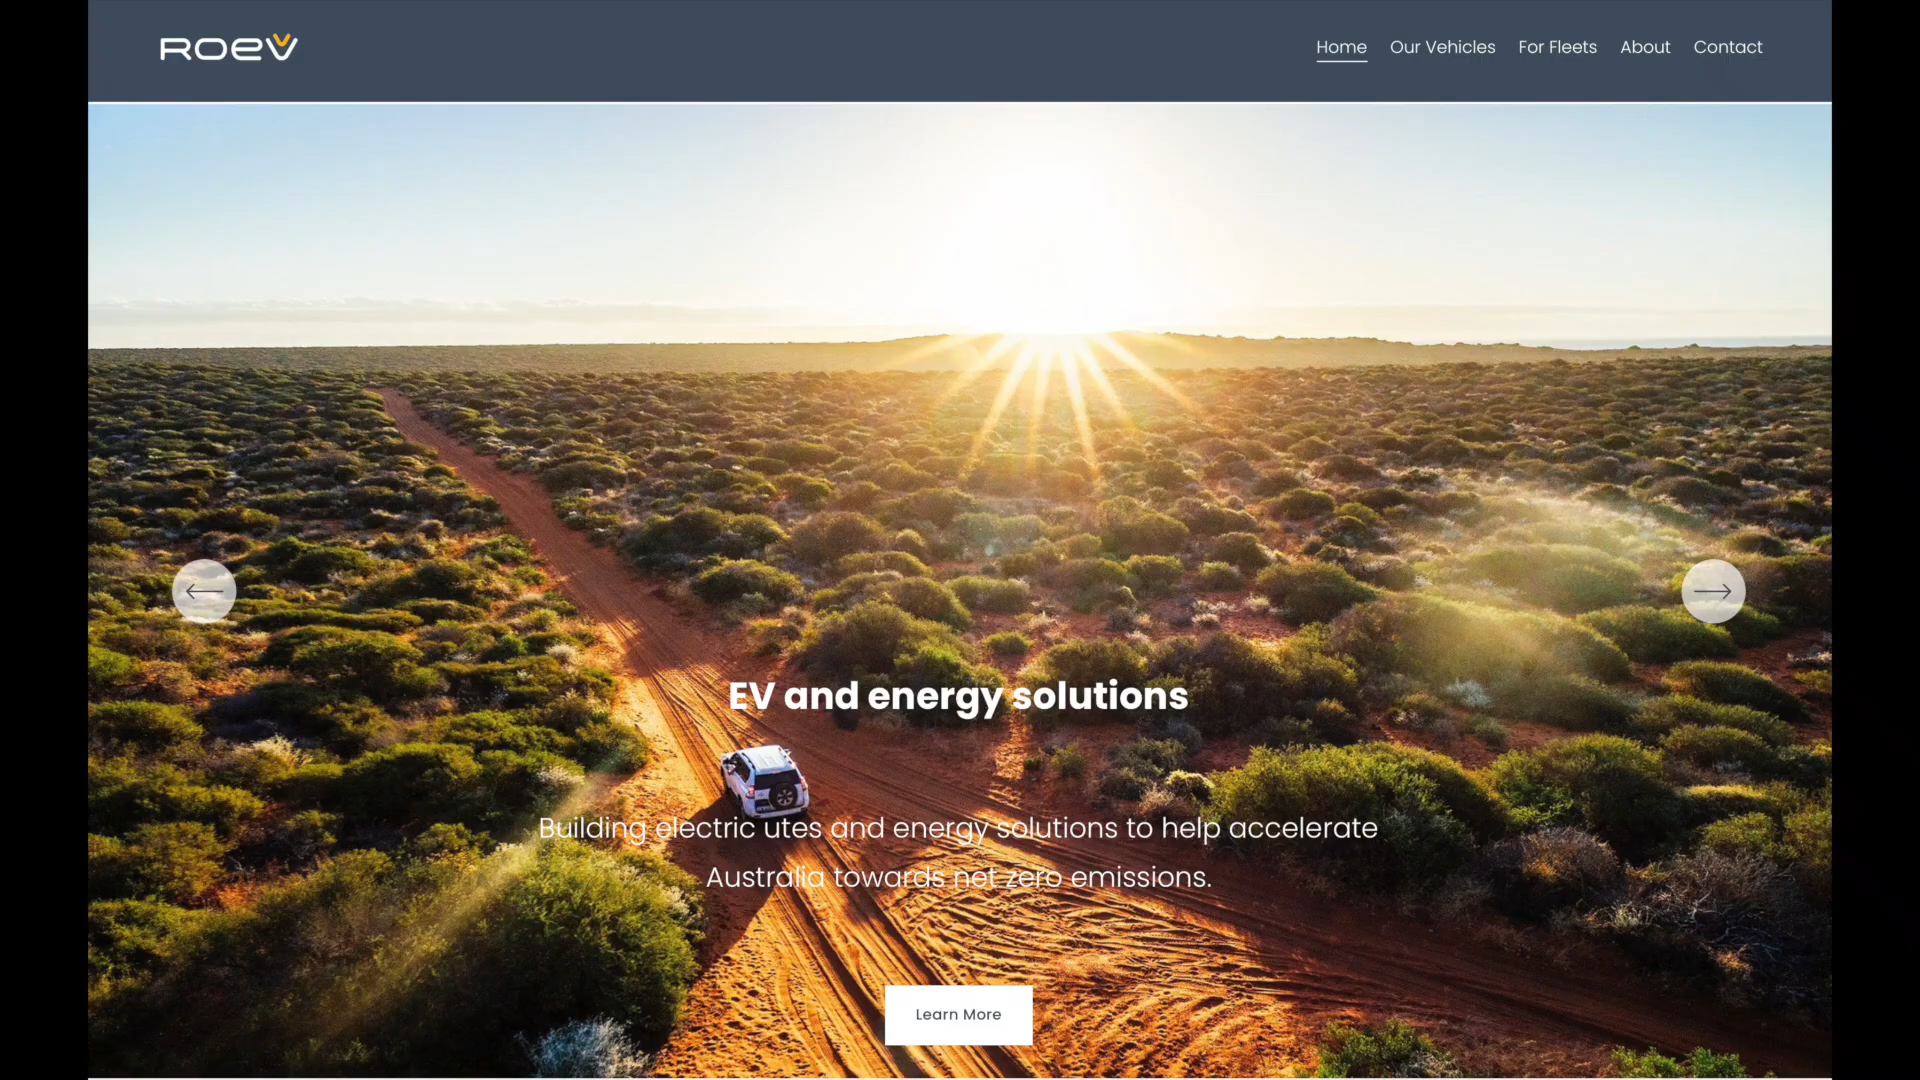 ROEV
Home Our Vehicles For Fleets About Contact
EV and energy solutions
Building electric utes and energy solutions to help accelerate
Australia towards net zero emissions.
Learn More